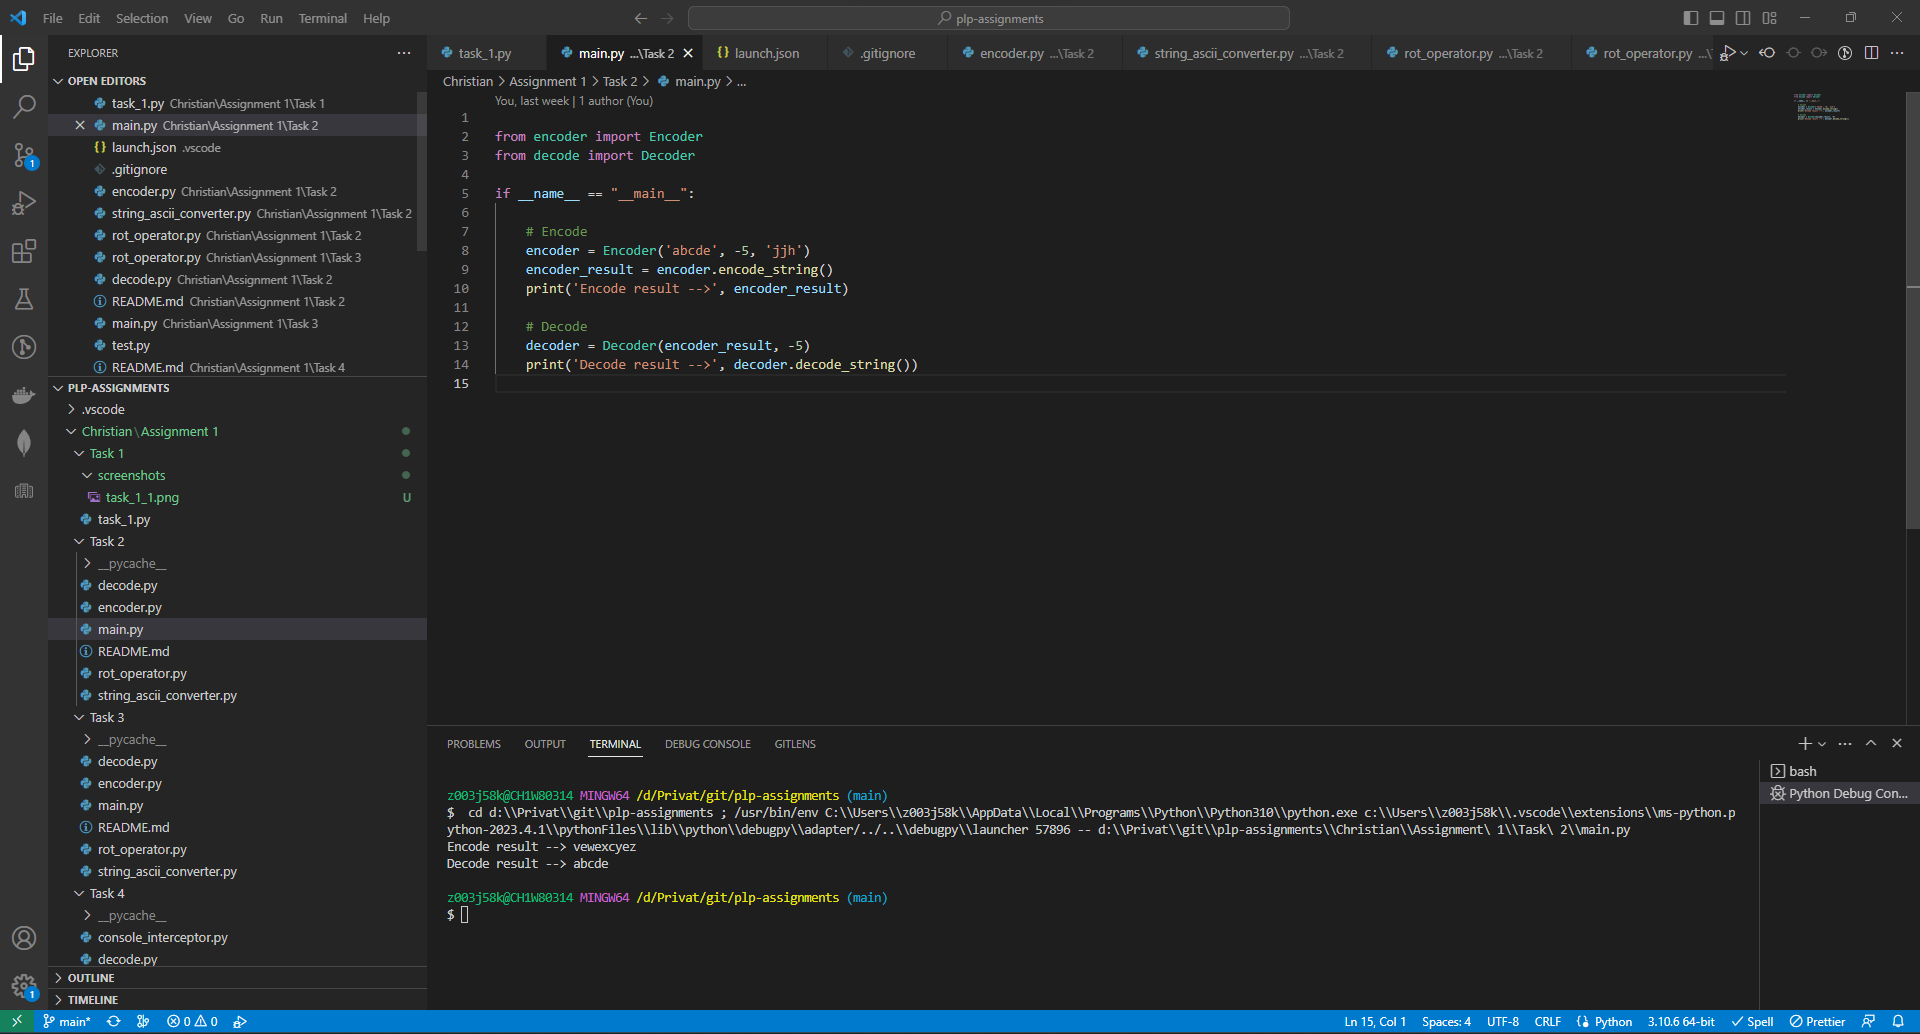 File Edit Selection View Go Run Terminal Help
plp-assignments
EXPLORER
OPEN EDITORS
task_1.py Christian\Assignment 1\Task 1
main.py Christian\Assignment 1\Task 2
launch.json .vscode
.gitignore
encoder.py Christian\Assignment 1\Task 2
string_ascii_converter.py Christian\Assignment 1\Task 2
rot_operator.py Christian\Assignment 1\Task 2
rot_operator.py Christian\Assignment 1\Task 3
decode.py Christian\Assignment 1\Task 2
README.md Christian\Assignment 1\Task 2
main.py Christian\Assignment 1\Task 3
test.py
README.md Christian\Assignment 1\Task 4
PLP-ASSIGNMENTS
.vscode
Christian\Assignment 1
Task 1
screenshots
task_1_1.png U
task_1.py
Task 2
__pycache__
decode.py
encoder.py
main.py
README.md
rot_operator.py
string_ascii_converter.py
Task 3
__pycache__
decode.py
encoder.py
main.py
README.md
rot_operator.py
string_ascii_converter.py
Task 4
__pycache__
console_interceptor.py
decode.py
OUTLINE
TIMELINE
1
1
task_1.py
main.py ...\Task 2
launch.json
.gitignore
encoder.py ...\Task 2
string_ascii_converter.py ...\Task 2
rot_operator.py ...\Task 2
rot_operator.py ...\T
Christian > Assignment 1 > Task 2 > main.py > ...
You, last week | 1 author (You)
1
2 from encoder import Encoder
3 from decode import Decoder
4
5 if __name__ == "__main__":
6
7 # Encode
8 encoder = Encoder('abcde', -5, 'jjh')
9 encoder_result = encoder.encode_string()
10 print('Encode result -->', encoder_result)
11
12 # Decode
13 decoder = Decoder(encoder_result, -5)
14 print('Decode result -->', decoder.decode_string())
15
PROBLEMS OUTPUT TERMINAL DEBUG CONSOLE GITLENS
z003j58k@CH1W80314 MINGW64 /d/Privat/git/plp-assignments (main)
$ cd d:\\Privat\\git\\plp-assignments ; /usr/bin/env C:\\Users\\z003j58k\\AppData\\Local\\Programs\\Python\\Python310\\python.exe c:\\Users\\z003j58k\\.vscode\\extensions\\ms-python.p
ython-2023.4.1\\pythonFiles\\lib\\python\\debugpy\\adapter/../..\\debugpy\\launcher 57896 -- d:\\Privat\\git\\plp-assignments\\Christian\\Assignment\ 1\\Task\ 2\\main.py
Encode result --> vewexcyez
Decode result --> abcde
z003j58k@CH1W80314 MINGW64 /d/Privat/git/plp-assignments (main)
$
bash
Python Debug Con...
main* 0 0
Ln 15, Col 1 Spaces: 4 UTF-8 CRLF Python 3.10.6 64-bit Spell Prettier